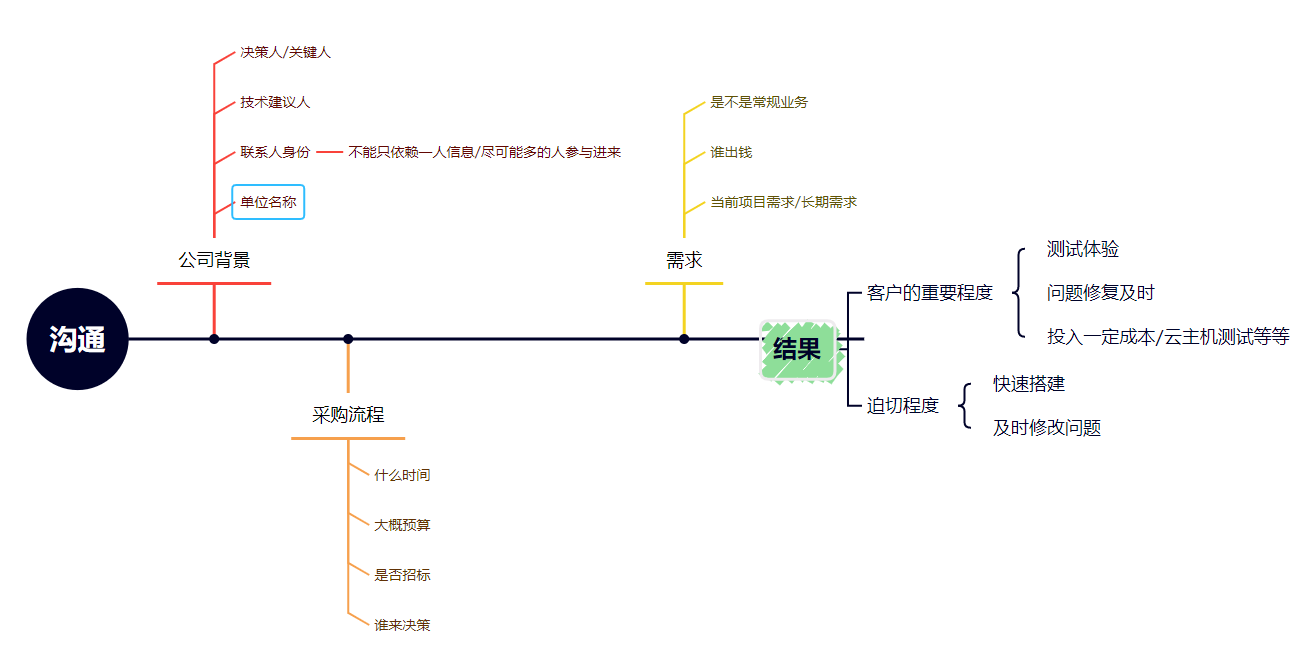 决策人/关键人
技术建议人
联系人身份
不能只依赖一人信息/尽可能多的人参与进来
单位名称
公司背景
是不是常规业务
谁出钱
当前项目需求/长期需求
需求
沟通
采购流程
什么时间
大概预算
是否招标
谁来决策
结果
客户的重要程度
测试体验
问题修复及时
投入一定成本/云主机测试等等
迫切程度
快速搭建
及时修改问题